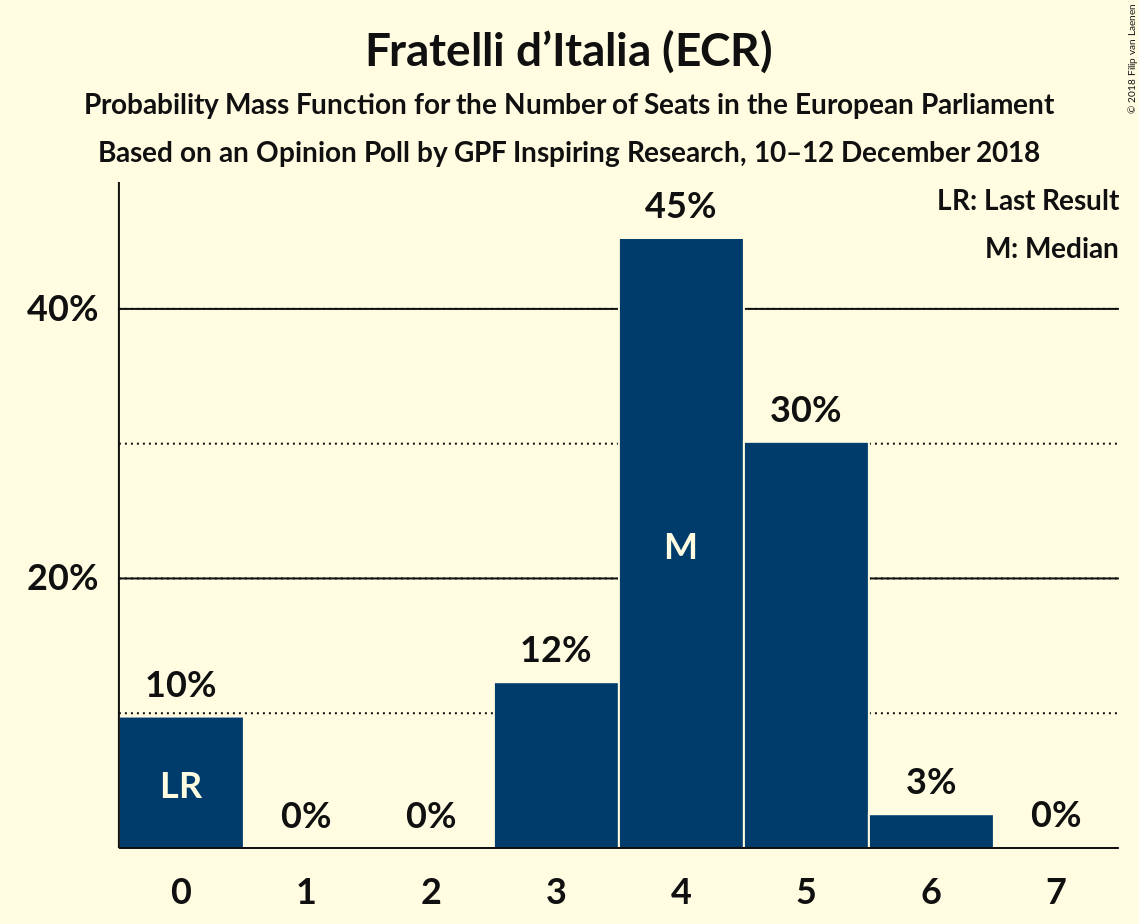 Fratelli d’Italia (ECR)
Probability Mass Function for the Number of Seats in the European Parliament
Based on an Opinion Poll by GPF Inspiring Research, 10–12 December 2018
© 2018 Filip van Laenen
LR: Last Result
M: Median
40%
20%
10%
0%
0%
12%
45%
30%
3%
0%
LR
M
0 1 2 3 4 5 6 7